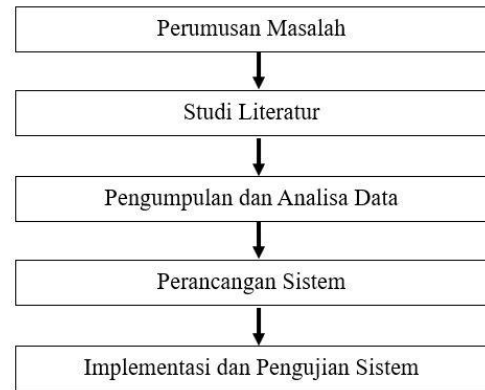 Perumusan Masalah
Studi Literatur
Pengumpulan dan Analisa Data
Perancangan Sistem
Implementasi dan Pengujian Sistem